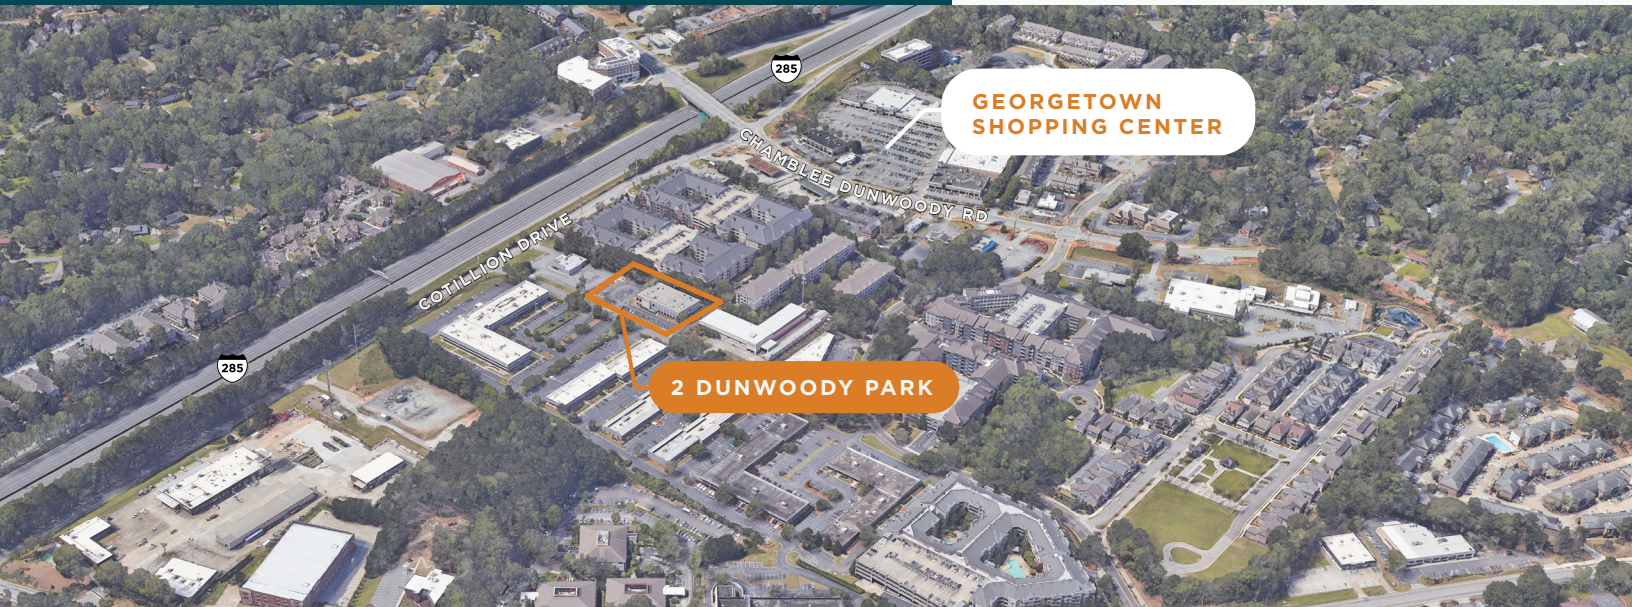 285
GEORGETOWN
SHOPPING CENTER
CHAMBLEE DUNWOODY RD
COTILLION DRIVE
285
2 DUNWOODY PARK